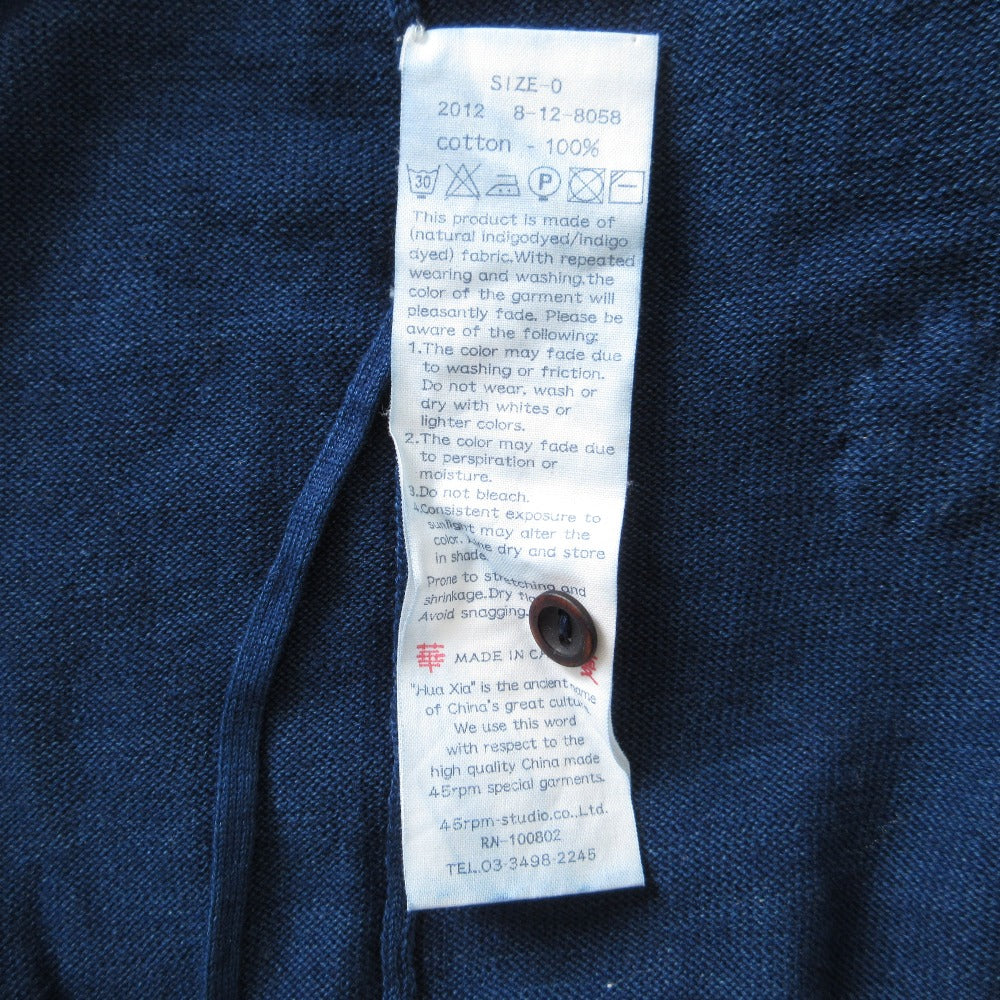 SIZE-0
2012 8-12-8058
cotton - 100%
30 P
This product is made of
(natural indigodyed/indigo
dyed) fabric.With repeated
wearing and washing,the
color of the garment will
pleasantly fade. Please be
aware of the following:
1.The color may fade due
to washing or friction.
Do not wear, wash or
dry with whites or
lighter colors.
2.The color may fade due
to perspiration or
moisture.
3.Do not bleach.
4.Consistent exposure to
sunlight may alter the
color. dry and store
in shade.
Prone to stretching and
shrinkage.Dry
Avoid snagging.
華 MADE IN
"Hua Xia" is the ancient name
of China's great
We use this word
with respect to the
high quality China made
45rpm special garments.
45rpm-studio.co.,Ltd.
RN-100802
TEL.03-3498-2245